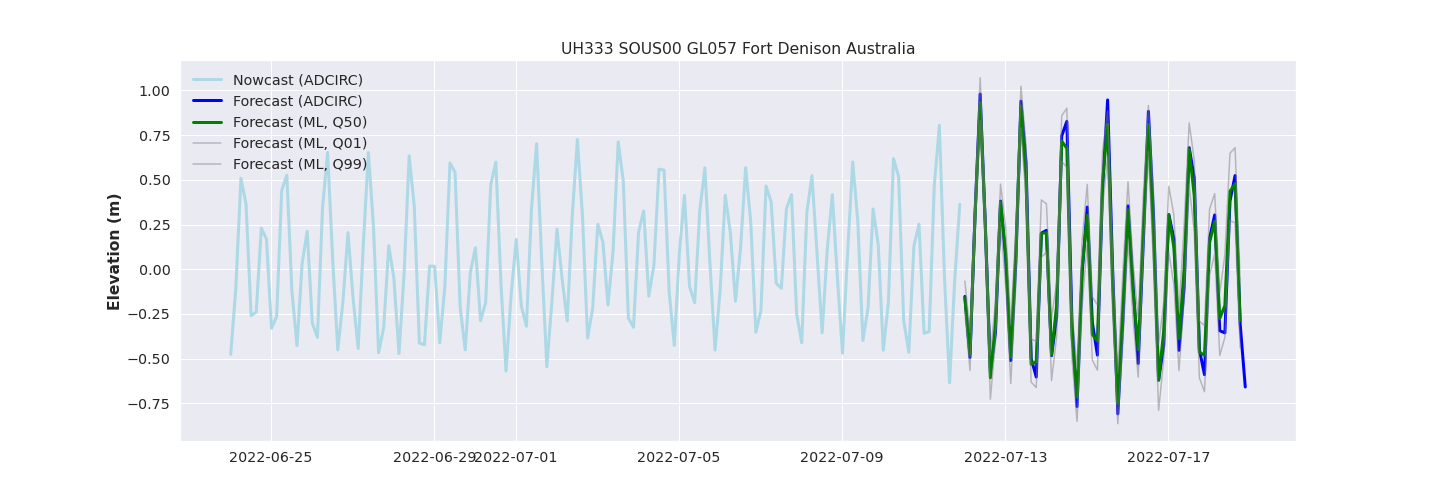 UH333 SOUS00 GL057 Fort Denison Australia
Nowcast (ADCIRC)
Forecast (ADCIRC)
Forecast (ML, Q50)
Forecast (ML, Q01)
Forecast (ML, Q99)
Elevation (m)
1.00
0.75
0.50
0.25
0.00
−0.25
−0.50
−0.75
2022-06-25
2022-06-29
2022-07-01
2022-07-05
2022-07-09
2022-07-13
2022-07-17